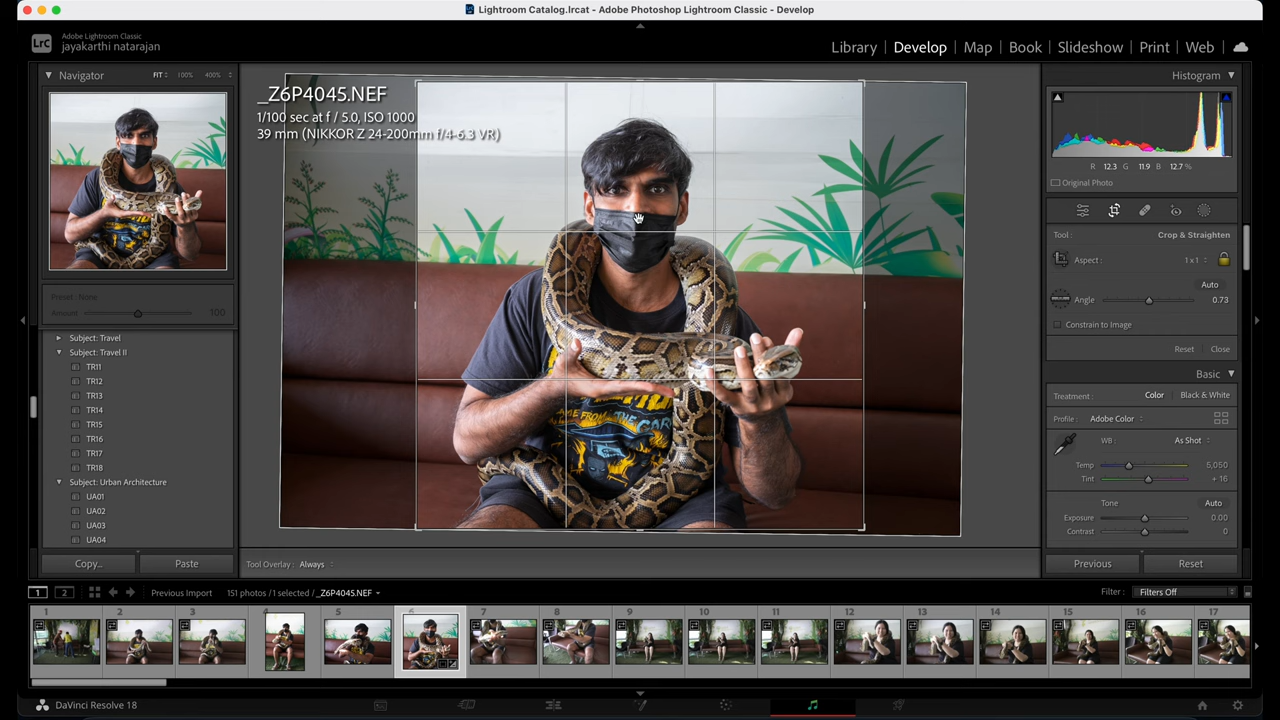 Lightroom Catalog.lrcat - Adobe Photoshop Lightroom Classic - Develop
LrC
Adobe Lightroom Classic
jayakarthi natarajan
Library | Develop | Map | Book | Slideshow | Print | Web
Navigator
FIT
100%
400%
Histogram
_Z6P4045.NEF
1/100 sec at f / 5.0, ISO 1000
39 mm (NIKKOR Z 24-200mm f/4-6.3 VR)
R 12.3 G 11.9 B 12.7 %
Original Photo
Tool : Crop & Straighten
Aspect : 1 x 1
Auto
Angle 0.73
Constrain to Image
Reset Close
Preset : None
Amount 100
Subject: Travel
Subject: Travel II
TR11
TR12
TR13
TR14
TR15
TR16
TR17
TR18
Subject: Urban Architecture
UA01
UA02
UA03
UA04
Basic
Treatment : Color Black & White
Profile : Adobe Color
WB : As Shot
Temp 5,050
Tint + 16
Tone Auto
Exposure 0.00
Contrast 0
Copy... Paste
Tool Overlay : Always
Previous Reset
1 2
Previous Import
151 photos / 1 selected / _Z6P4045.NEF
Filter : Filters Off
1 2 3 4 5 6 7 8 9 10 11 12 13 14 15 16 17
DaVinci Resolve 18